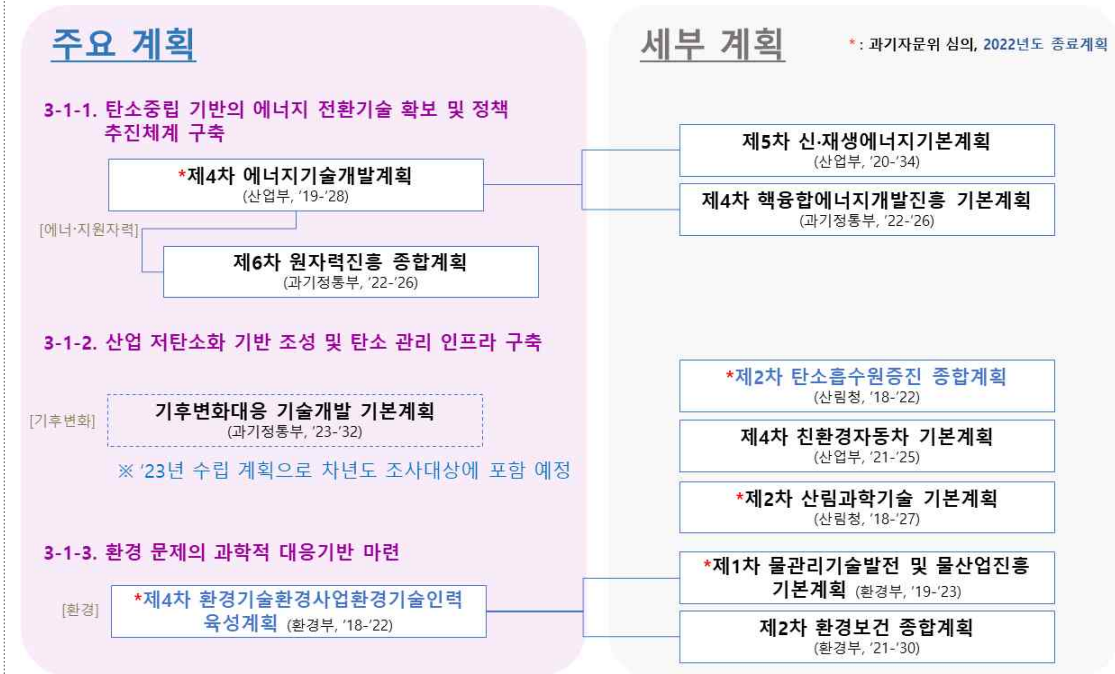 주요 계획
세부 계획
* : 과기자문위 심의, 2022년도 종료계획
3-1-1. 탄소중립 기반의 에너지 전환기술 확보 및 정책
추진체계 구축
*제4차 에너지기술개발계획
(산업부, '19-'28)
[에너·지원자력]
제6차 원자력진흥 종합계획
(과기정통부, '22-'26)
제5차 신·재생에너지기본계획
(산업부, '20-'34)
제4차 핵융합에너지개발진흥 기본계획
(과기정통부, '22-'26)
3-1-2. 산업 저탄소화 기반 조성 및 탄소 관리 인프라 구축
[기후변화]
기후변화대응 기술개발 기본계획
(과기정통부, '23-'32)
※ '23년 수립 계획으로 차년도 조사대상에 포함 예정
*제2차 탄소흡수원증진 종합계획
(산림청, '18-'22)
제4차 친환경자동차 기본계획
(산업부, '21-'25)
*제2차 산림과학기술 기본계획
(산림청, '18-'27)
3-1-3. 환경 문제의 과학적 대응기반 마련
[환경]
*제4차 환경기술환경사업환경기술인력
육성계획 (환경부, '18-'22)
*제1차 물관리기술발전 및 물산업진흥
기본계획 (환경부, '19-'23)
제2차 환경보건 종합계획
(환경부, '21-'30)